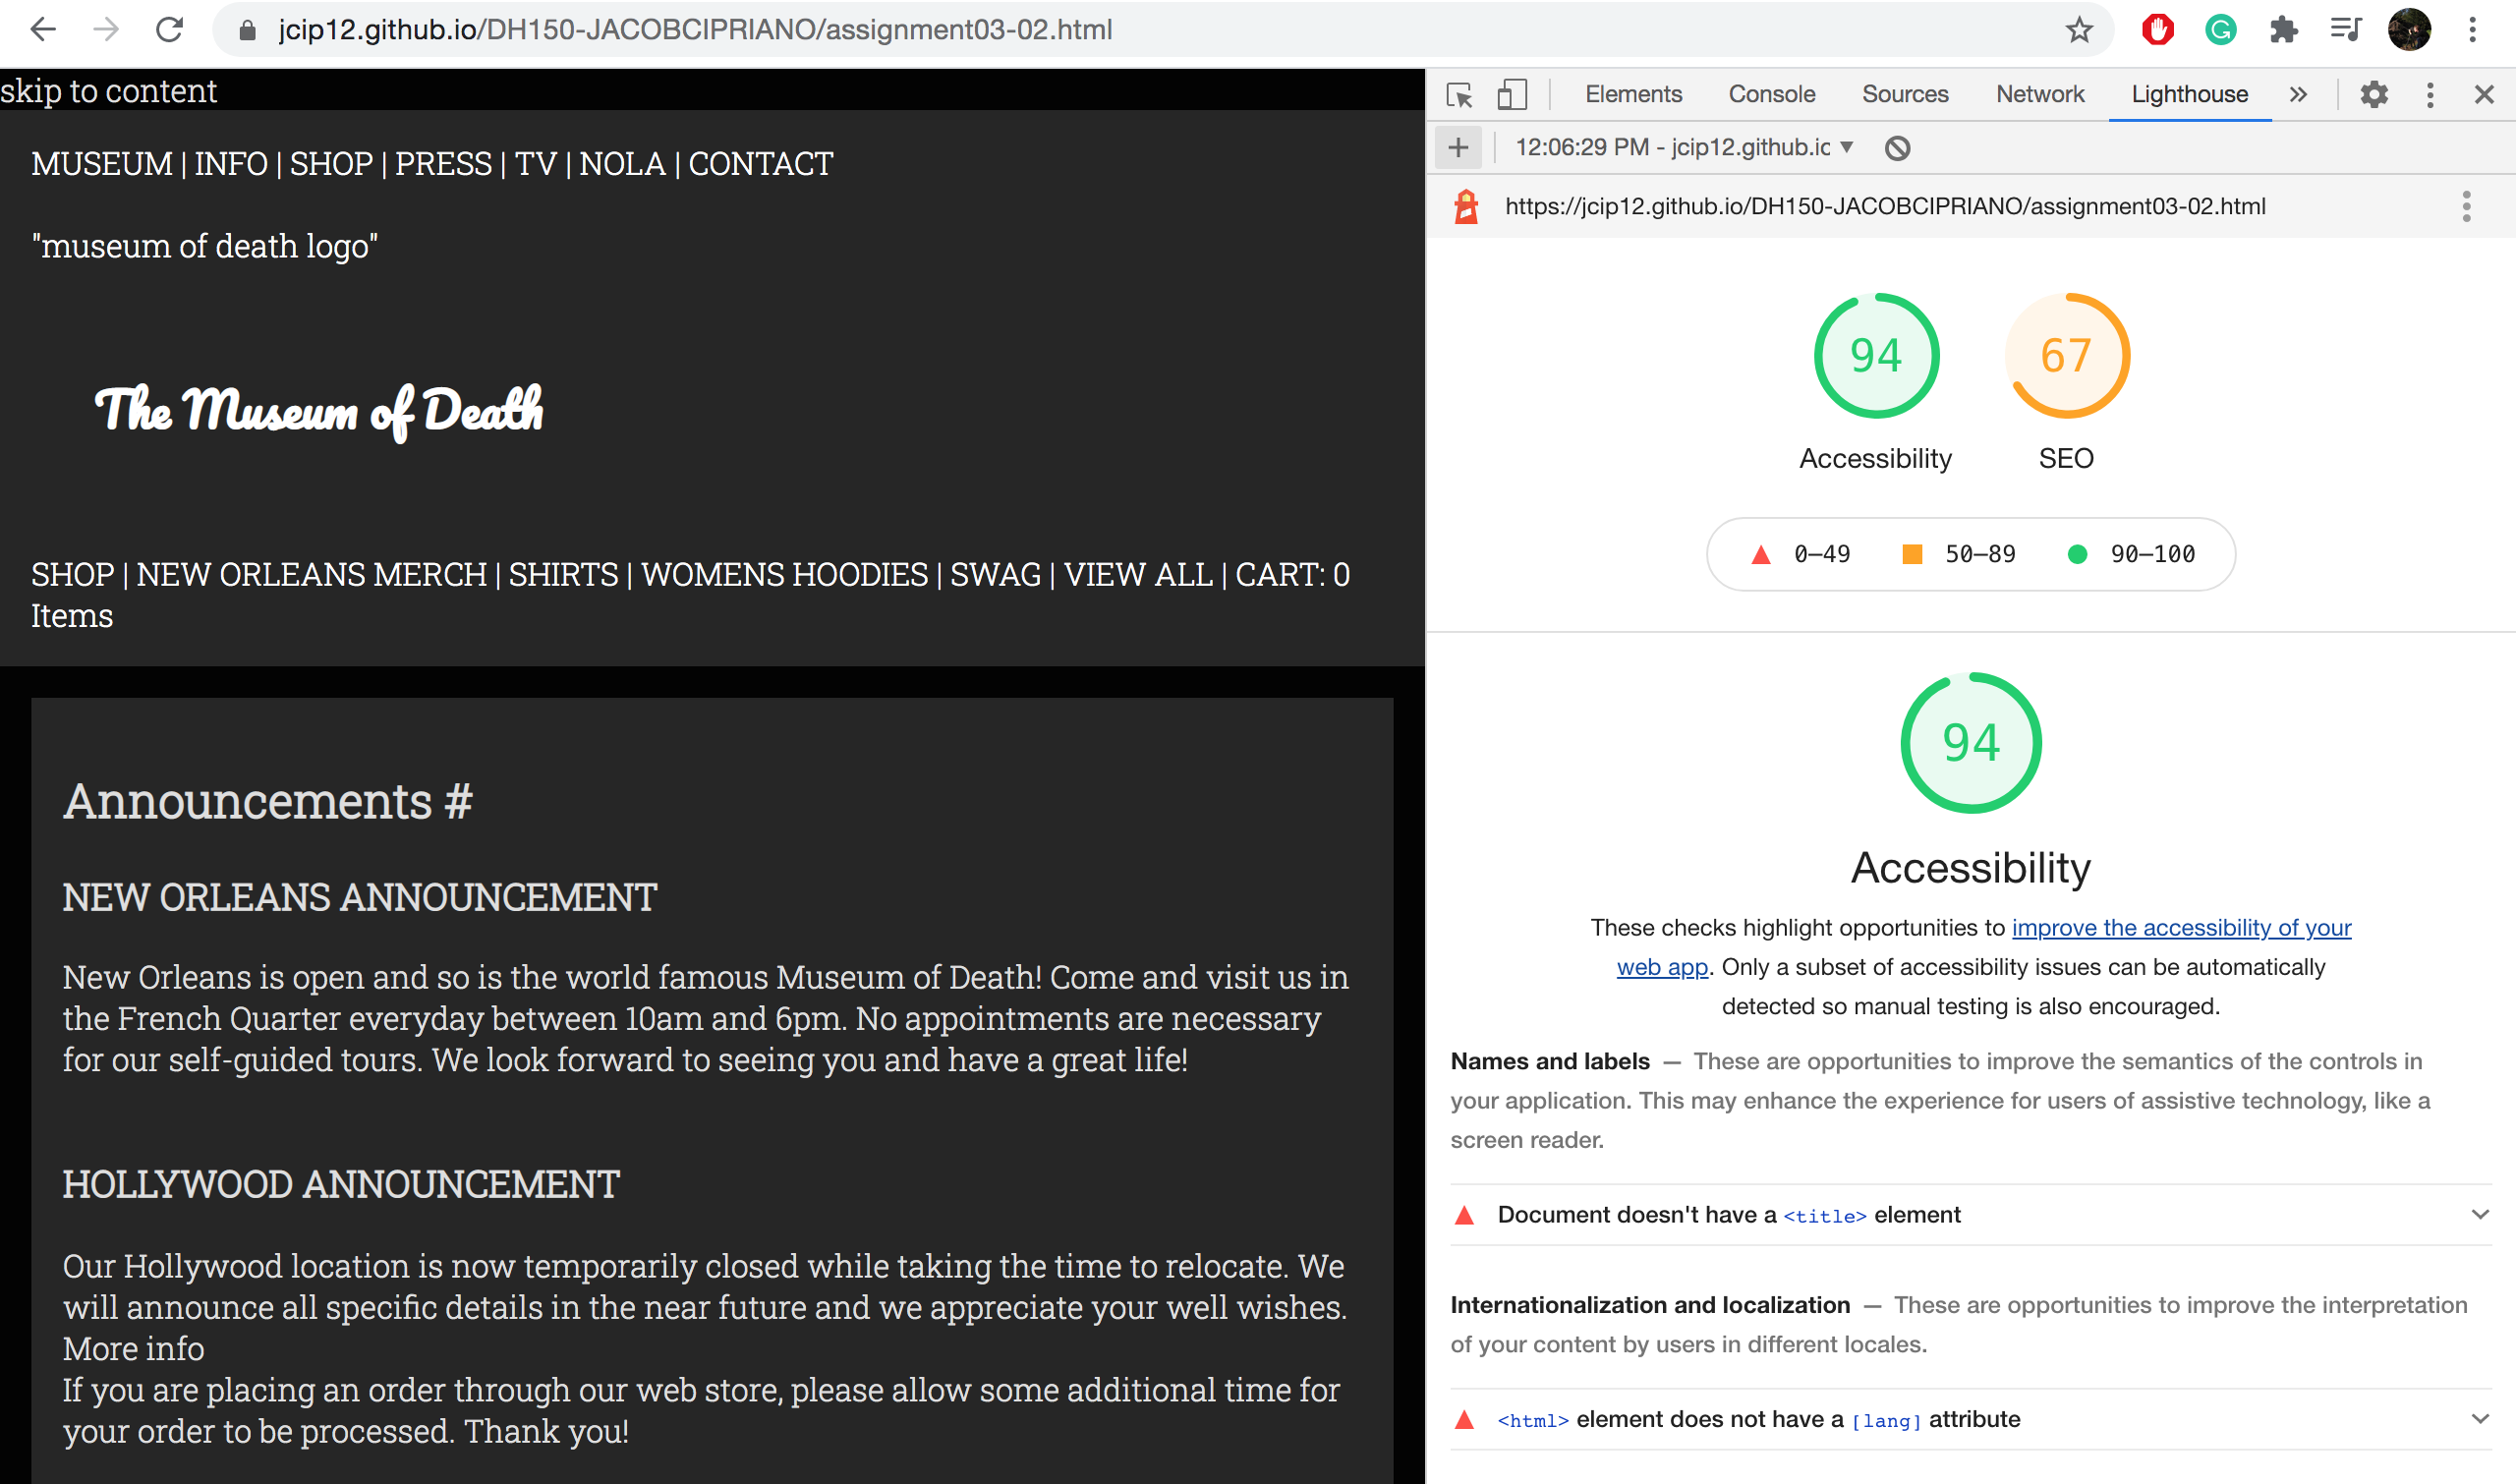 jcip12.github.io/DH150-JACOBCIPRIANO/assignment03-02.html
skip to content
MUSEUM | INFO | SHOP | PRESS | TV | NOLA | CONTACT
"museum of death logo"
The Museum of Death
SHOP | NEW ORLEANS MERCH | SHIRTS | WOMENS HOODIES | SWAG | VIEW ALL | CART: 0
Items
Announcements #
NEW ORLEANS ANNOUNCEMENT
New Orleans is open and so is the world famous Museum of Death! Come and visit us in
the French Quarter everyday between 10am and 6pm. No appointments are necessary
for our self-guided tours. We look forward to seeing you and have a great life!
HOLLYWOOD ANNOUNCEMENT
Our Hollywood location is now temporarily closed while taking the time to relocate. We
will announce all specific details in the near future and we appreciate your well wishes.
More info
If you are placing an order through our web store, please allow some additional time for
your order to be processed. Thank you!
Elements Console Sources Network Lighthouse »
12:06:29 PM - jcip12.github.ic
https://jcip12.github.io/DH150-JACOBCIPRIANO/assignment03-02.html
94 67
Accessibility SEO
0–49 50–89 90–100
94
Accessibility
These checks highlight opportunities to improve the accessibility of your
web app. Only a subset of accessibility issues can be automatically
detected so manual testing is also encouraged.
Names and labels — These are opportunities to improve the semantics of the controls in
your application. This may enhance the experience for users of assistive technology, like a
screen reader.
Document doesn't have a <title> element
Internationalization and localization — These are opportunities to improve the interpretation
of your content by users in different locales.
<html> element does not have a [lang] attribute